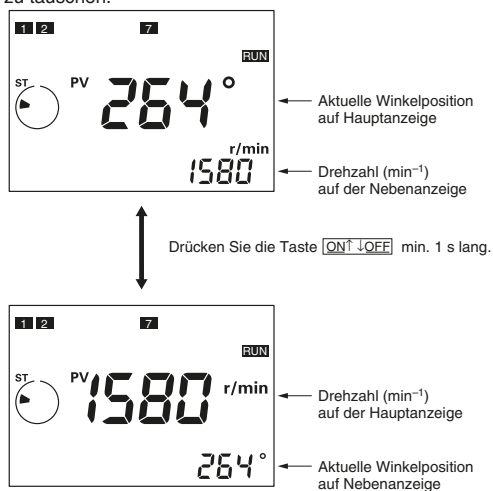 zu tauschen.
1 2 7
RUN
ST PV 264°
Aktuelle Winkelposition
auf Hauptanzeige
r/min
1580
Drehzahl (min⁻¹)
auf der Nebenanzeige
Drücken Sie die Taste ON↑ ↓OFF min. 1 s lang.
1 2 7
RUN
ST PV 1580 r/min
Drehzahl (min⁻¹)
auf der Hauptanzeige
264°
Aktuelle Winkelposition
auf Nebenanzeige